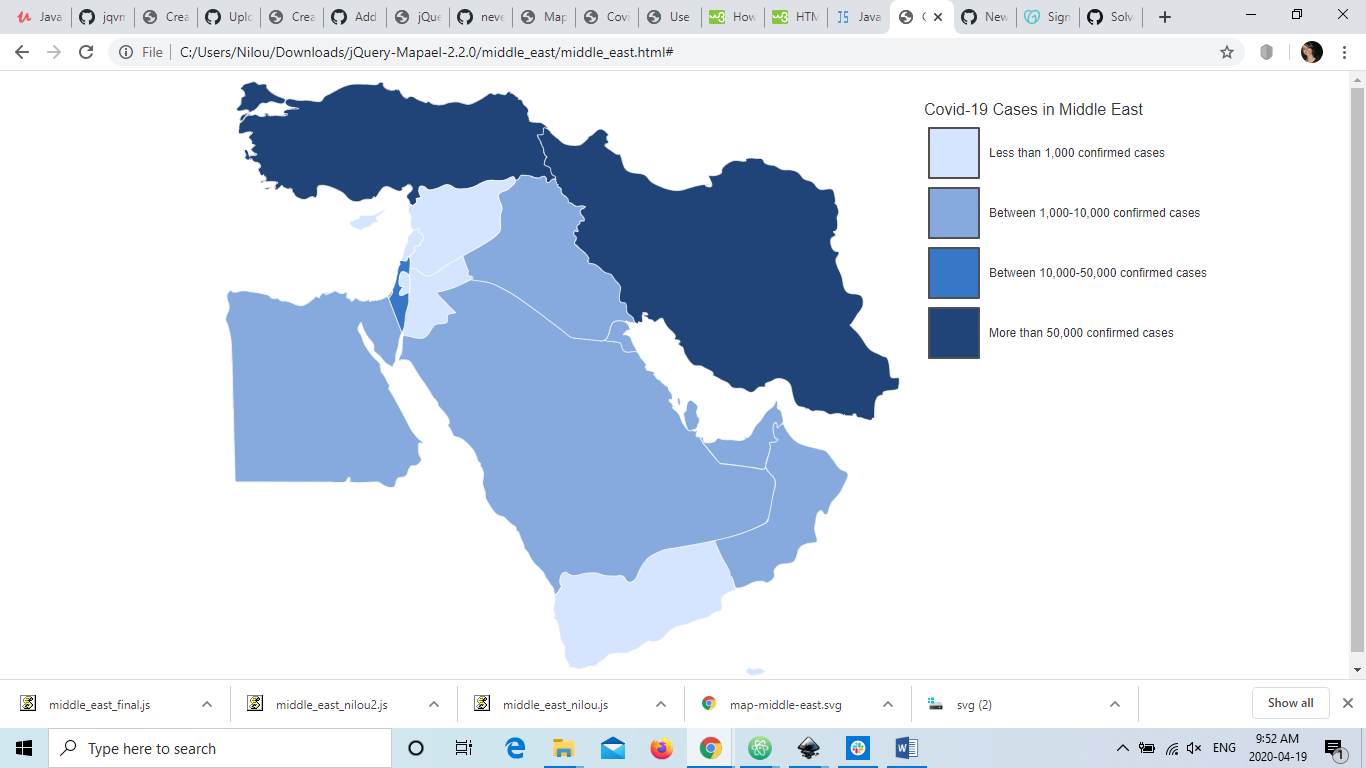 Java
jqvn
Crea
Uplo
Crea
Add
jQue
neve
Map
Covi
Use
How
HTM
JS Java
C
New
Sign
Solv
File
C:/Users/Nilou/Downloads/jQuery-Mapael-2.2.0/middle_east/middle_east.html#
Covid-19 Cases in Middle East
Less than 1,000 confirmed cases
Between 1,000-10,000 confirmed cases
Between 10,000-50,000 confirmed cases
More than 50,000 confirmed cases
middle_east_final.js
middle_east_nilou2.js
middle_east_nilou.js
map-middle-east.svg
svg (2)
Show all
Type here to search
ENG
9:52 AM
2020-04-19
1